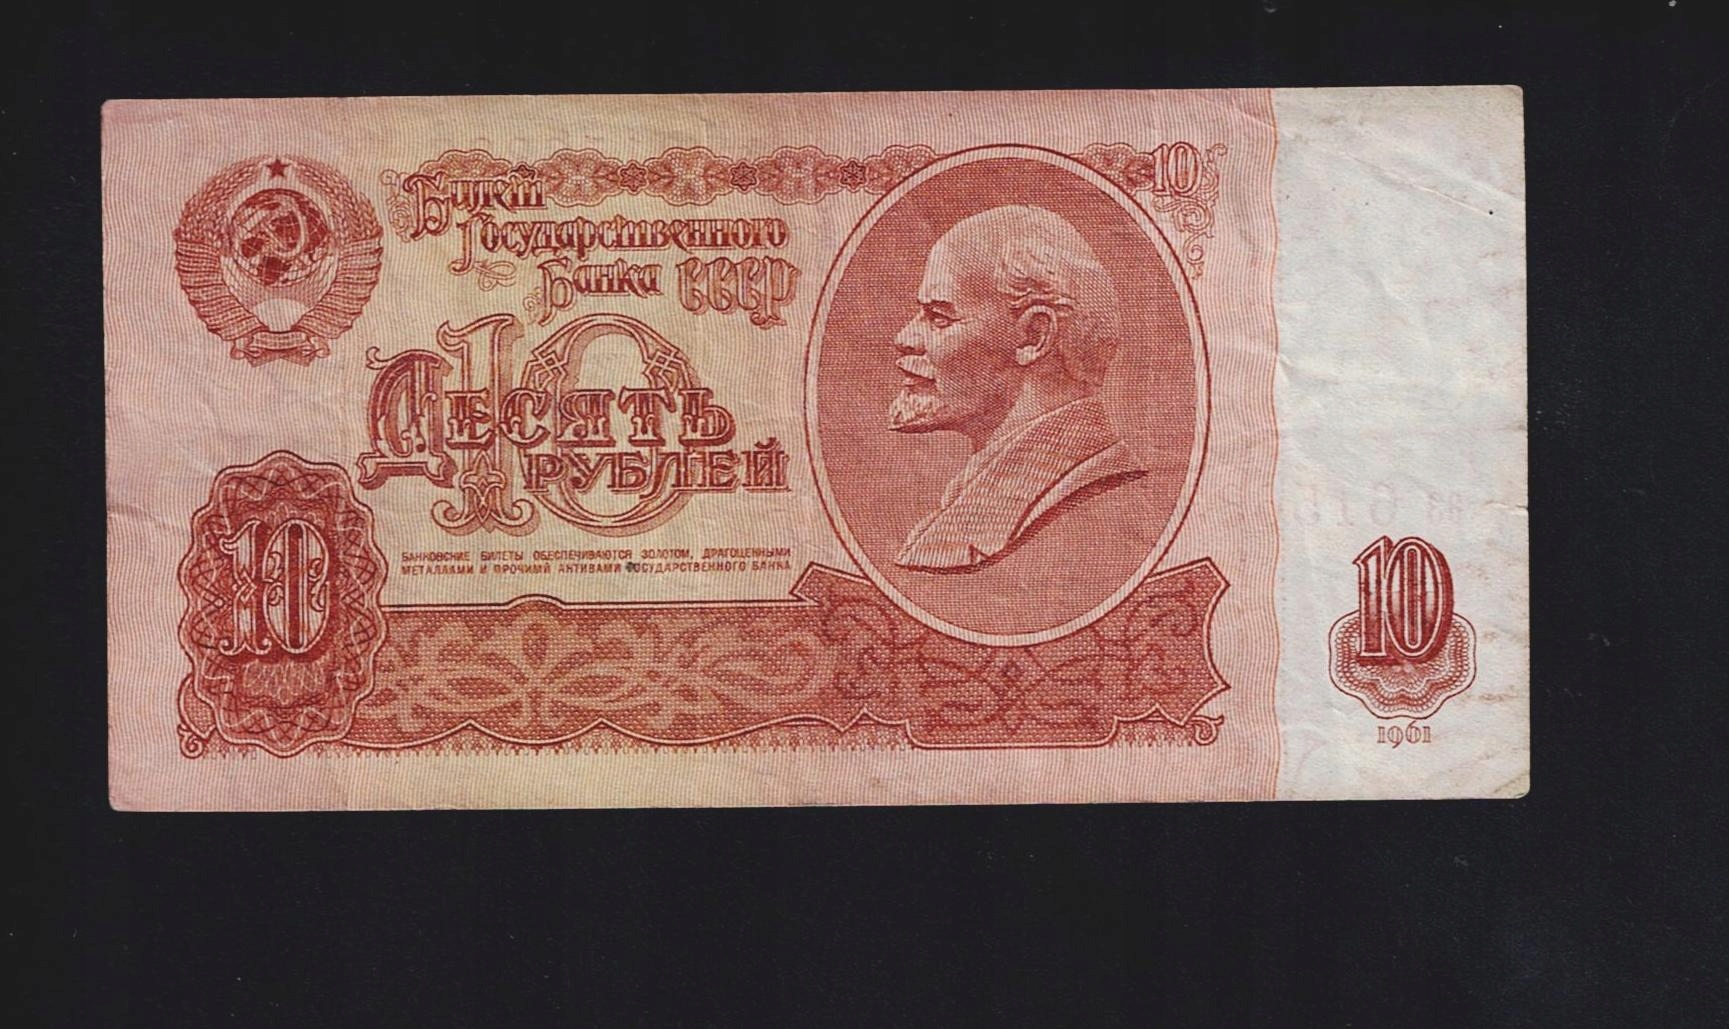 Билет
Государственного
Банка СССР
10
10
Десять
рублей
БАНКОВСКИЕ БИЛЕТЫ ОБЕСПЕЧИВАЮТСЯ ЗОЛОТОМ, ДРАГОЦЕННЫМИ
МЕТАЛЛАМИ И ПРОЧИМИ АКТИВАМИ ГОСУДАРСТВЕННОГО БАНКА
10
10
1961